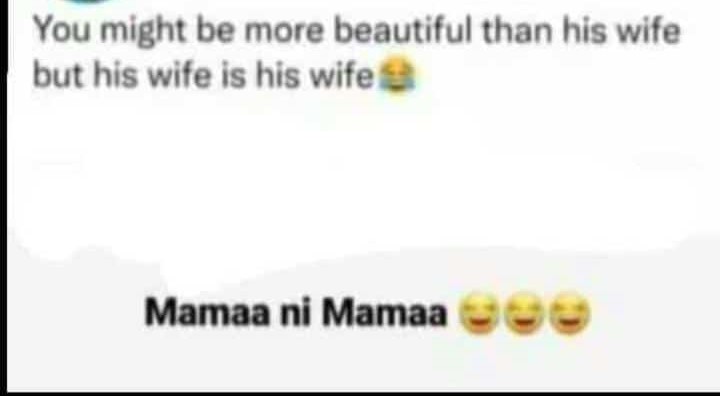 You might be more beautiful than his wife
but his wife is his wife😂
Mamaa ni Mamaa 😂😂😂